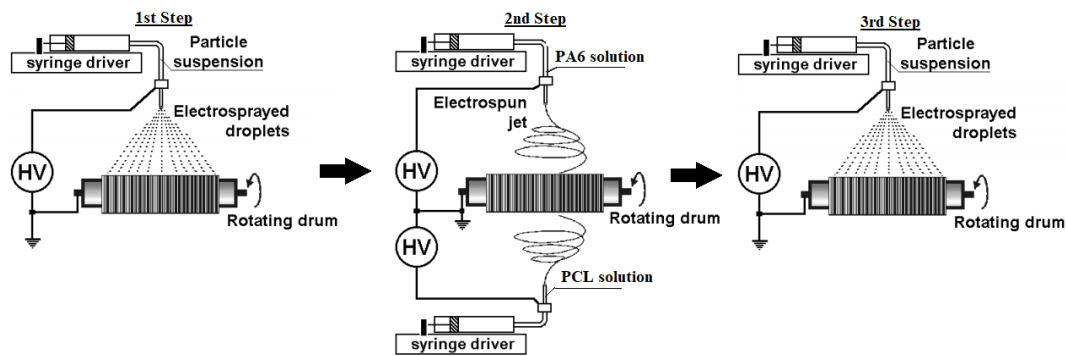 1st Step
syringe driver
Particle
suspension
Electrosprayed
droplets
HV
Rotating drum
2nd Step
syringe driver
PA6 solution
Electrospun
jet
HV
Rotating drum
HV
PCL solution
syringe driver
3rd Step
syringe driver
Particle
suspension
Electrosprayed
droplets
HV
Rotating drum